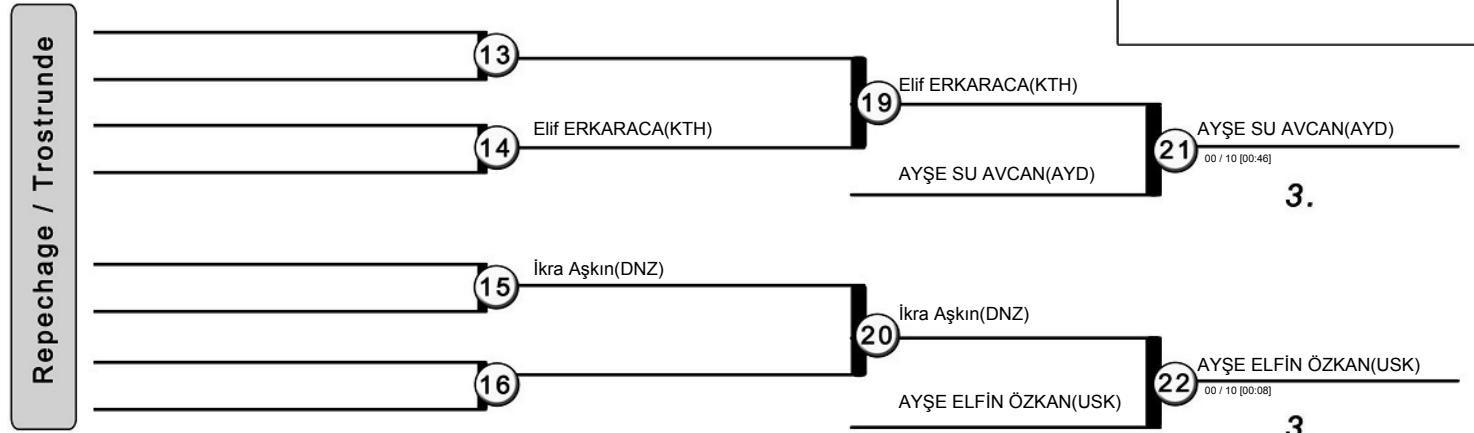 Repechage / Trostrunde
13
14
Elif ERKARACA(KTH)
19
Elif ERKARACA(KTH)
AYŞE SU AVCAN(AYD)
21
AYŞE SU AVCAN(AYD)
00 / 10 [00:46]
3.
15
İkra Aşkın(DNZ)
16
20
İkra Aşkın(DNZ)
AYŞE ELFİN ÖZKAN(USK)
22
AYŞE ELFİN ÖZKAN(USK)
00 / 10 [00:08]
3